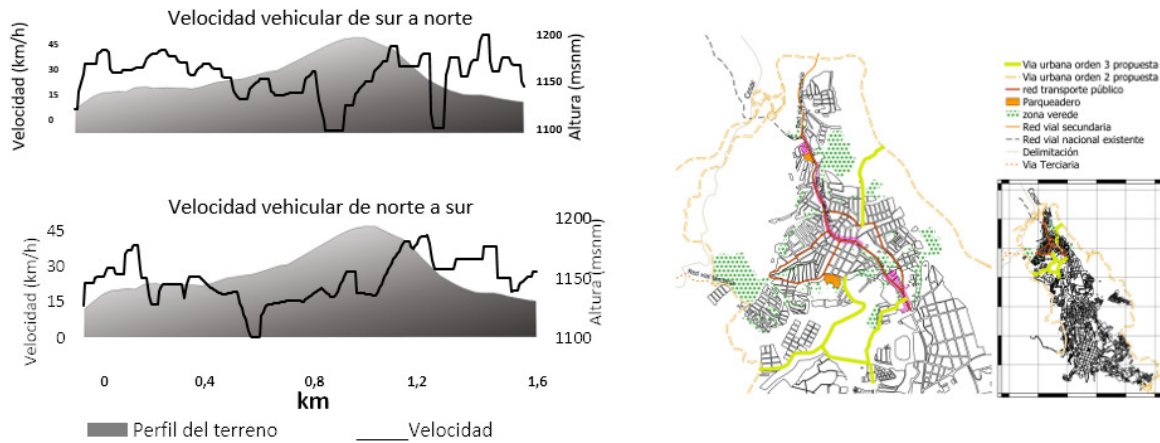 Velocidad vehicular de sur a norte
Velocidad (km/h)
45
30
15
0
1200
1150
1100
Altura (msnm)
Velocidad vehicular de norte a sur
Velocidad (km/h)
45
30
15
0
1200
1150
1100
Altura (msnm)
0 0,4 0,8 1,2 1,6
km
Perfil del terreno Velocidad
Via urbana orden 3 propuesta
Via urbana orden 2 propuesta
red transporte público
Parqueadero
zona verede
Red vial secundaria
Red vial nacional existente
Delimitación
Via Terciaria
Red vial